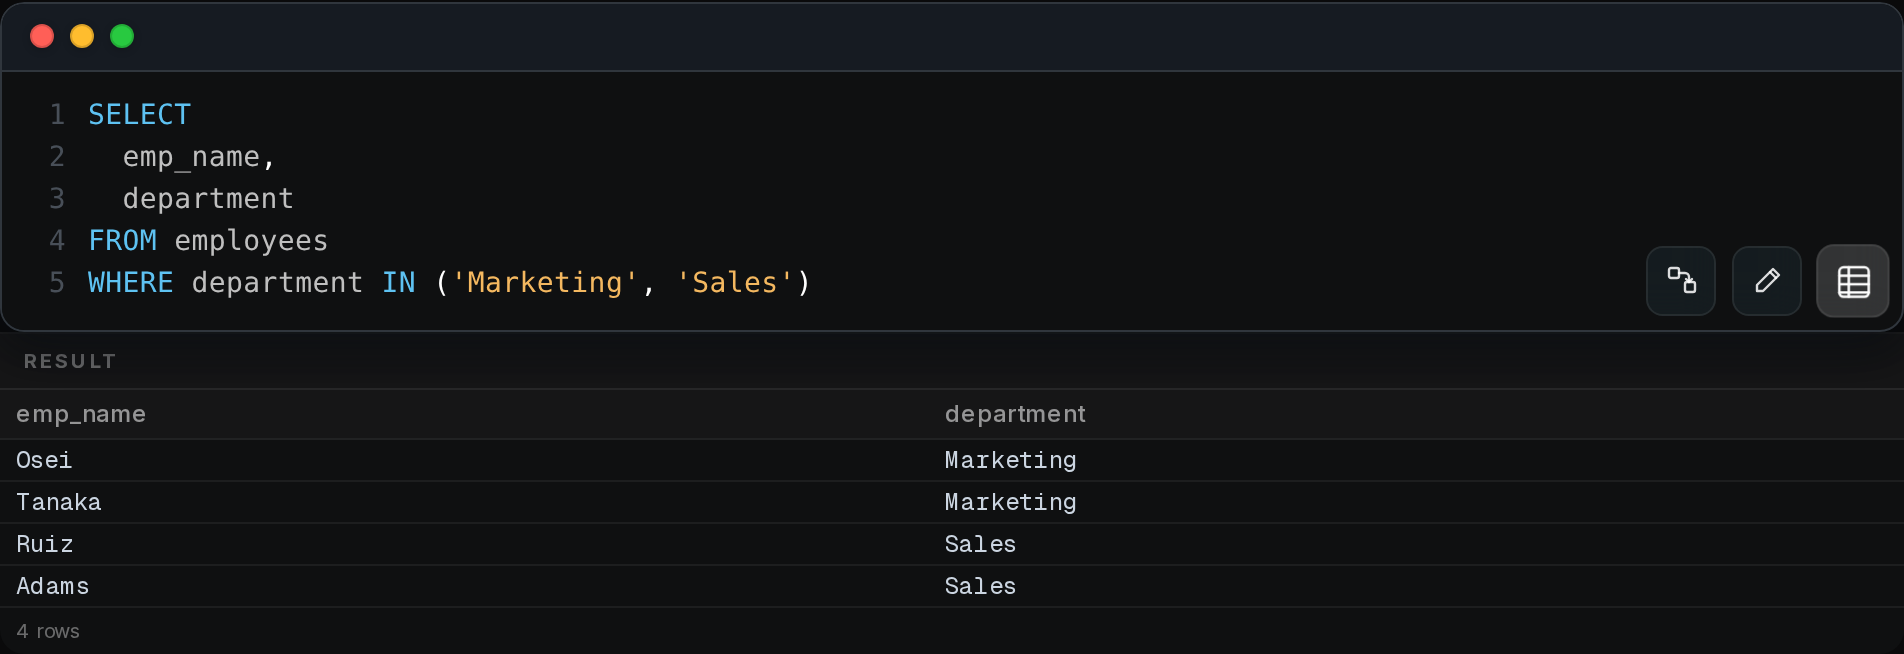 1 SELECT
2   emp_name,
3   department
4 FROM employees
5 WHERE department IN ('Marketing', 'Sales')
RESULT
emp_name department
Osei Marketing
Tanaka Marketing
Ruiz Sales
Adams Sales
4 rows